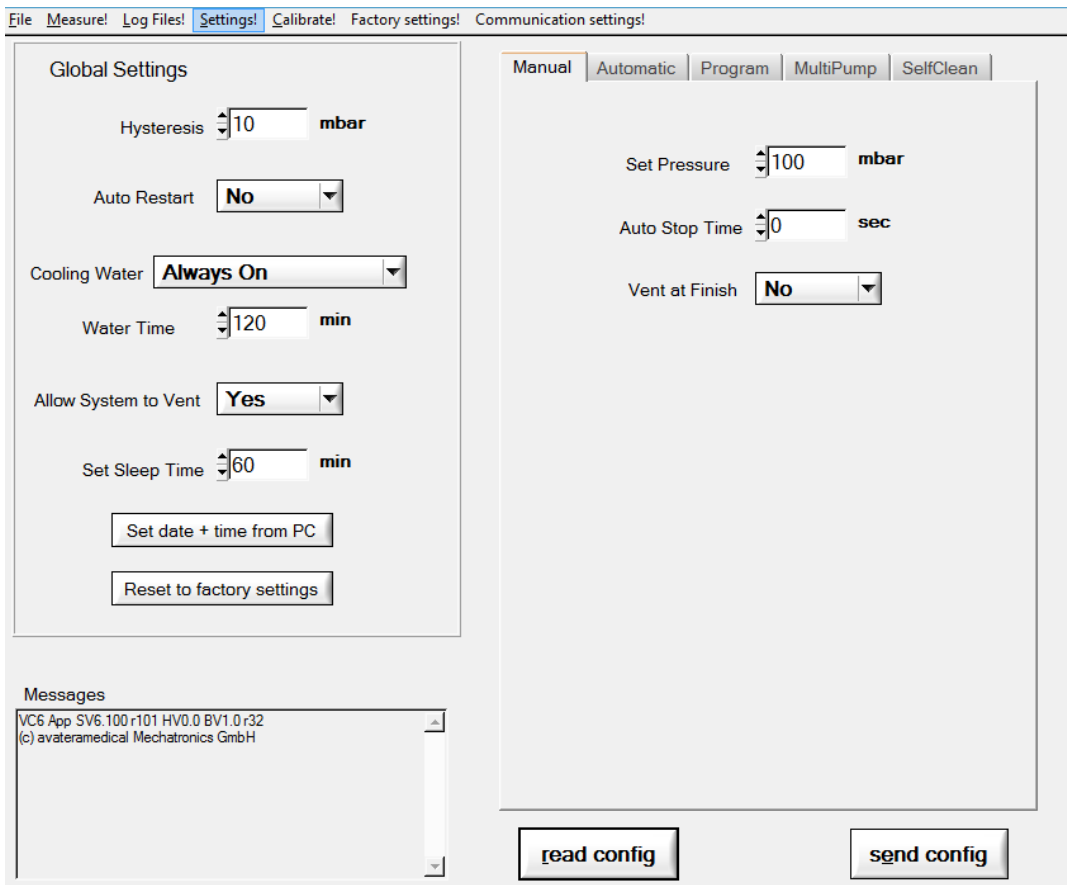 File Measure! Log Files! Settings! Calibrate! Factory settings! Communication settings!
Global Settings
Hysteresis 10 mbar
Auto Restart No
Cooling Water Always On
Water Time 120 min
Allow System to Vent Yes
Set Sleep Time 60 min
Set date + time from PC
Reset to factory settings
Messages
VC6 App SV6.100 r101 HV0.0 BV1.0 r32
(c) avateramedical Mechatronics GmbH
Manual Automatic Program MultiPump SelfClean
Set Pressure 100 mbar
Auto Stop Time 0 sec
Vent at Finish No
read config send config